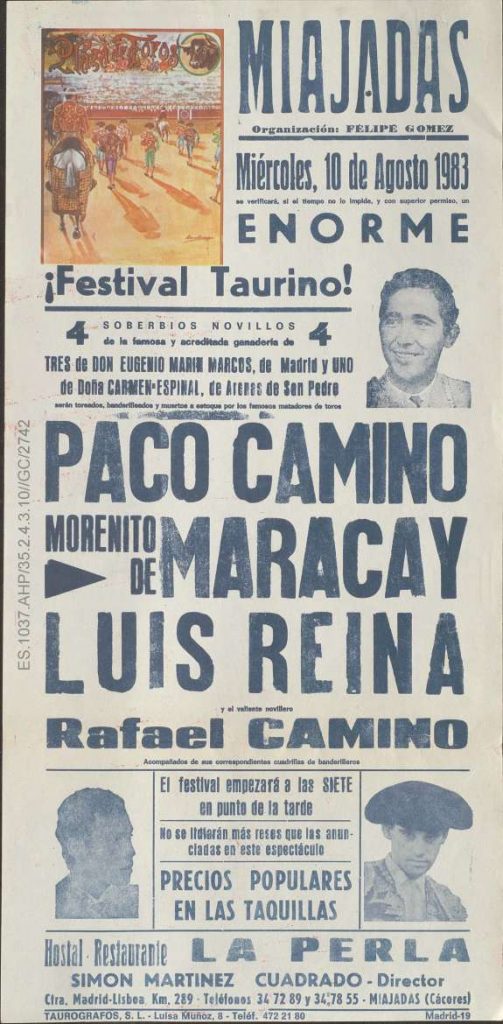 Plaza de Toros
MIAJADAS
Organización: FELIPE GOMEZ
Miércoles, 10 de Agosto 1983
se verificará, si el tiempo no lo impide, y con superior permiso, un
ENORME
¡Festival Taurino!
4 SOBERBIOS NOVILLOS 4
de la famosa y acreditada ganadería de
TRES de DON EUGENIO MARIN MARCOS, de Madrid y UNO
de Doña CARMEN ESPINAL, de Arenas de San Pedro
serán toreados, banderilleados y muertos a estoque por los famosos matadores de toros
PACO CAMINO
MORENITO DE MARACAY
LUIS REINA
y el valiente novillero
Rafael CAMINO
Acompañados de sus correspondientes cuadrillas de banderilleros
El festival empezará a las SIETE
en punto de la tarde
No se lidiarán más reses que las anun-
ciadas en este espectáculo
PRECIOS POPULARES
EN LAS TAQUILLAS
Hostal - Restaurante LA PERLA
SIMON MARTINEZ CUADRADO - Director
Ctra. Madrid-Lisboa, Km. 289 - Teléfonos 34 72 89 y 34 78 55 - MIAJADAS (Cáceres)
TAUROGRAFOS, S. L. - Luisa Muñoz, 8 - Teléf. 472 21 80 Madrid-19
ES.1037.AHP/35.2.4.3.10//GC/2742